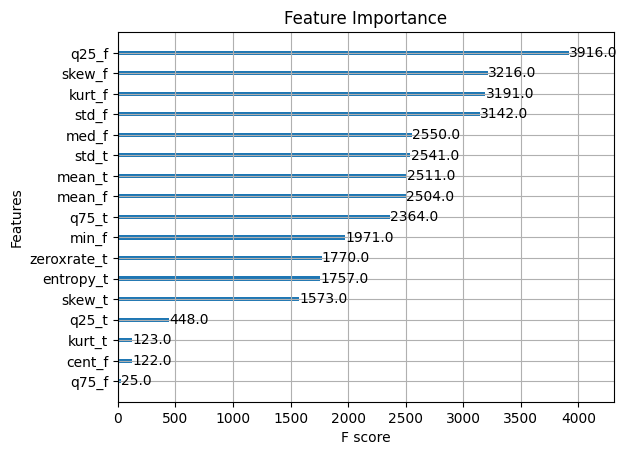 Feature Importance
Features
q25_f 3916.0
skew_f 3216.0
kurt_f 3191.0
std_f 3142.0
med_f 2550.0
std_t 2541.0
mean_t 2511.0
mean_f 2504.0
q75_t 2364.0
min_f 1971.0
zeroxrate_t 1770.0
entropy_t 1757.0
skew_t 1573.0
q25_t 448.0
kurt_t 123.0
cent_f 122.0
q75_f 25.0
0 500 1000 1500 2000 2500 3000 3500 4000
F score